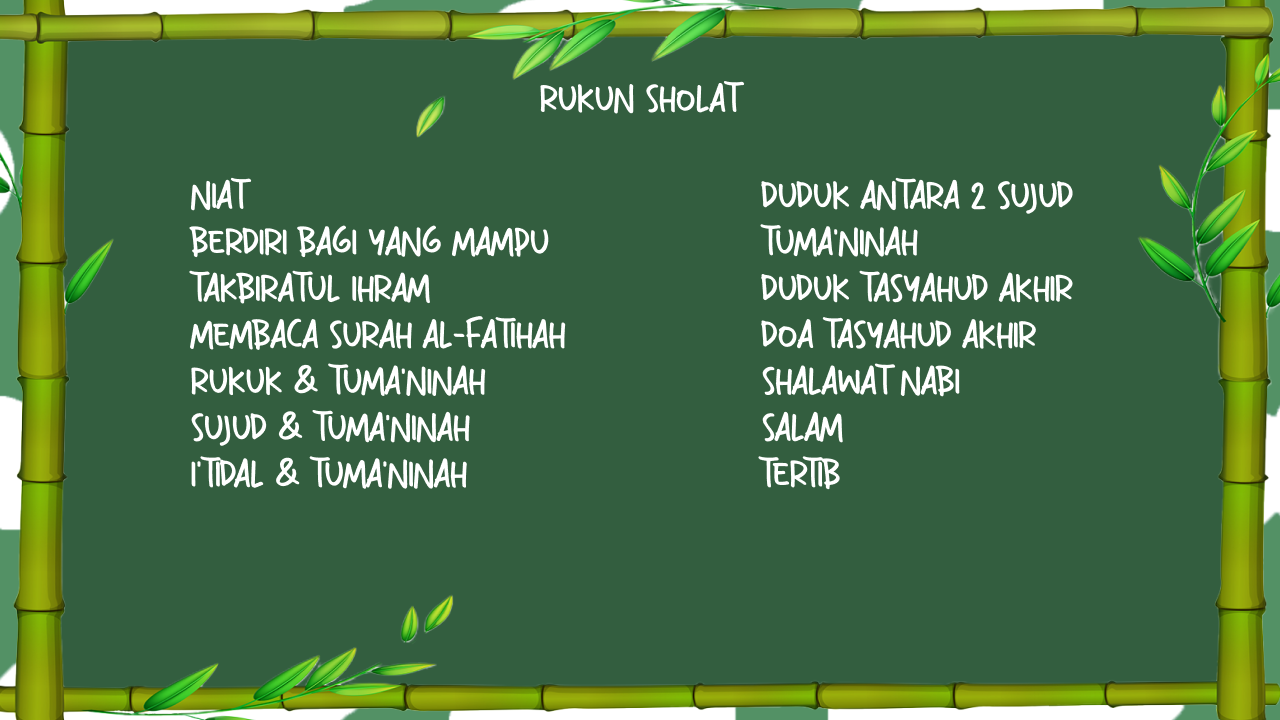 RUKUN SHOLAT
NIAT
BERDIRI BAGI YANG MAMPU
TAKBIRATUL IHRAM
MEMBACA SURAH AL-FATIHAH
RUKUK & TUMA'NINAH
SUJUD & TUMA'NINAH
I'TIDAL & TUMA'NINAH
DUDUK ANTARA 2 SUJUD
TUMA'NINAH
DUDUK TASYAHUD AKHIR
DOA TASYAHUD AKHIR
SHALAWAT NABI
SALAM
TERTIB